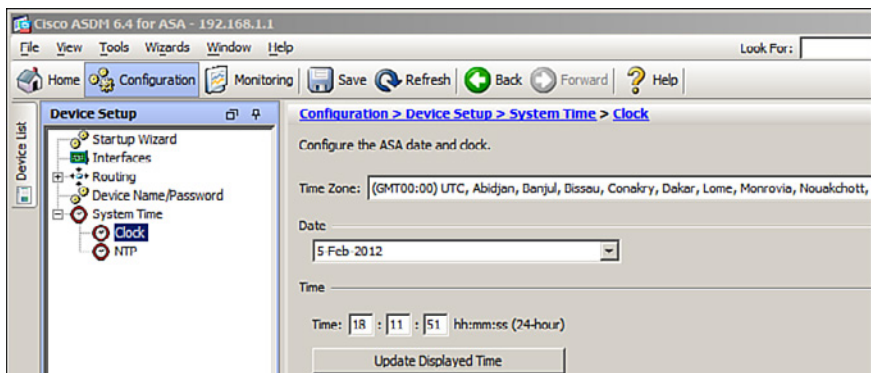 Cisco ASDM 6.4 for ASA - 192.168.1.1
File View Tools Wizards Window Help
Look For:
Home Configuration Monitoring Save Refresh Back Forward Help
Device List
Device Setup
Startup Wizard
Interfaces
Routing
Device Name/Password
System Time
Clock
NTP
Configuration > Device Setup > System Time > Clock
Configure the ASA date and clock.
Time Zone: (GMT00:00) UTC, Abidjan, Banjul, Bissau, Conakry, Dakar, Lome, Monrovia, Nouakchott,
Date
5-Feb-2012
Time
Time: 18 : 11 : 51 hh:mm:ss (24-hour)
Update Displayed Time